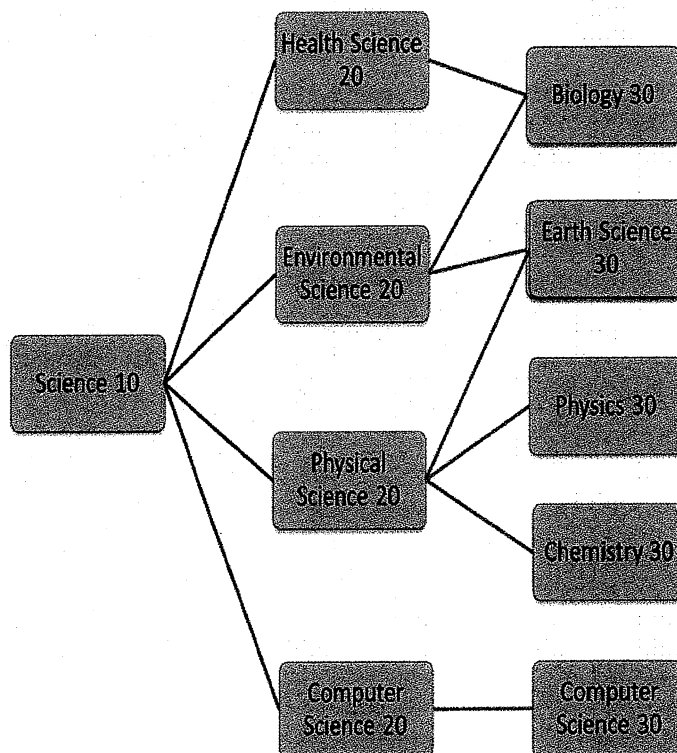 Health Science
20
Biology 30
Environmental
Science 20
Earth Science
30
Science 10
Physics 30
Physical
Science 20
Chemistry 30
Computer
Science 20
Computer
Science 30